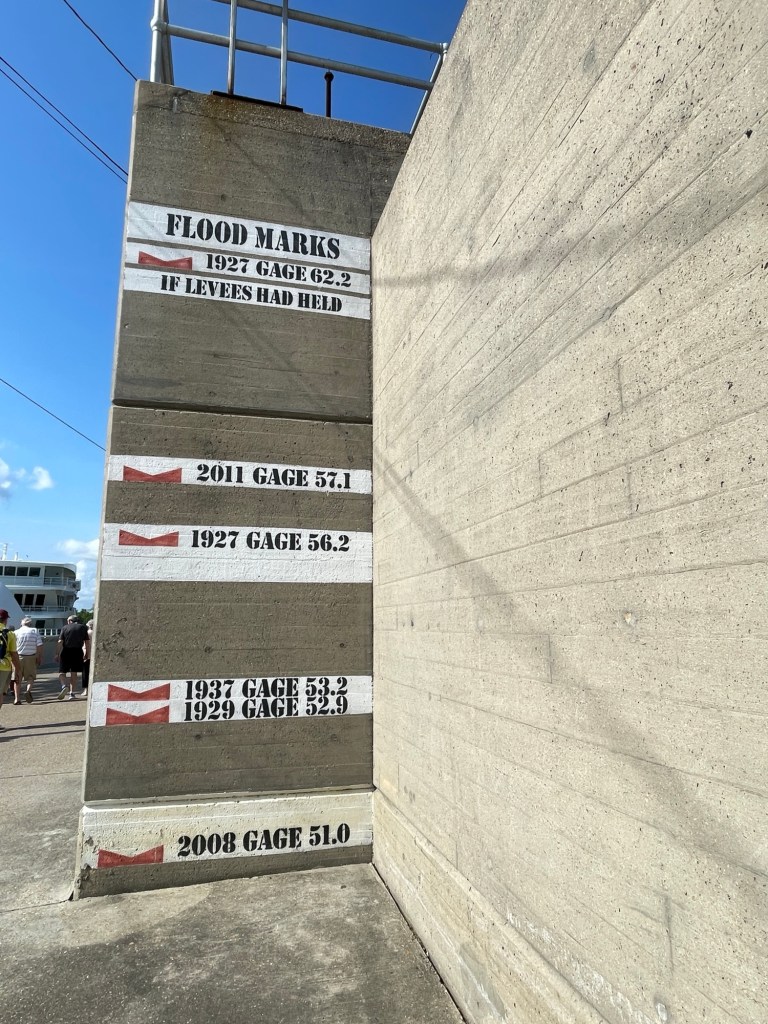 FLOOD MARKS
1927 GAGE 62.2
IF LEVEES HAD HELD
2011 GAGE 57.1
1927 GAGE 56.2
1937 GAGE 53.2
1929 GAGE 52.9
2008 GAGE 51.0